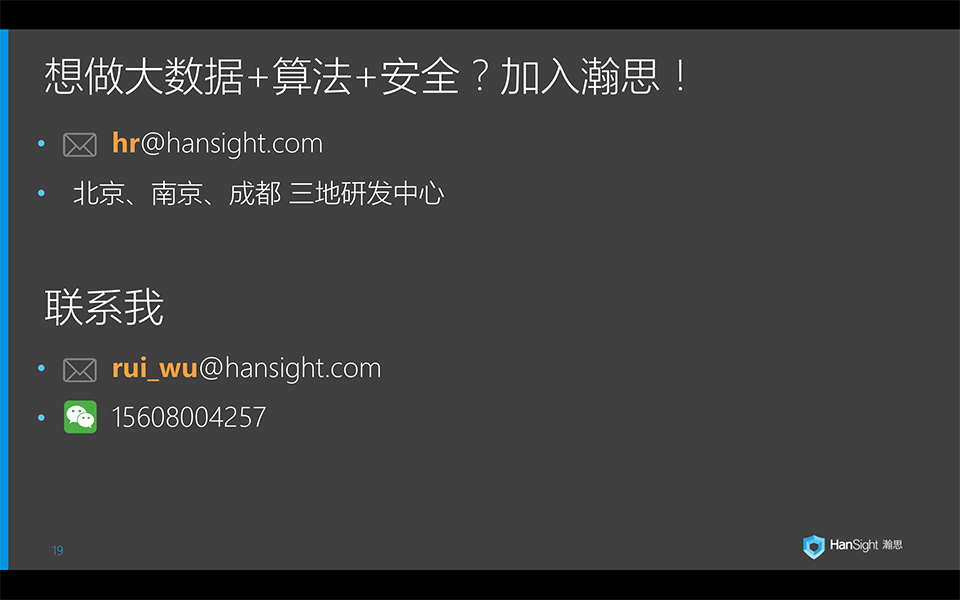 想做大数据+算法+安全？加入瀚思！
hr@hansight.com
北京、南京、成都 三地研发中心
联系我
rui_wu@hansight.com
15608004257
19
HanSight 瀚思